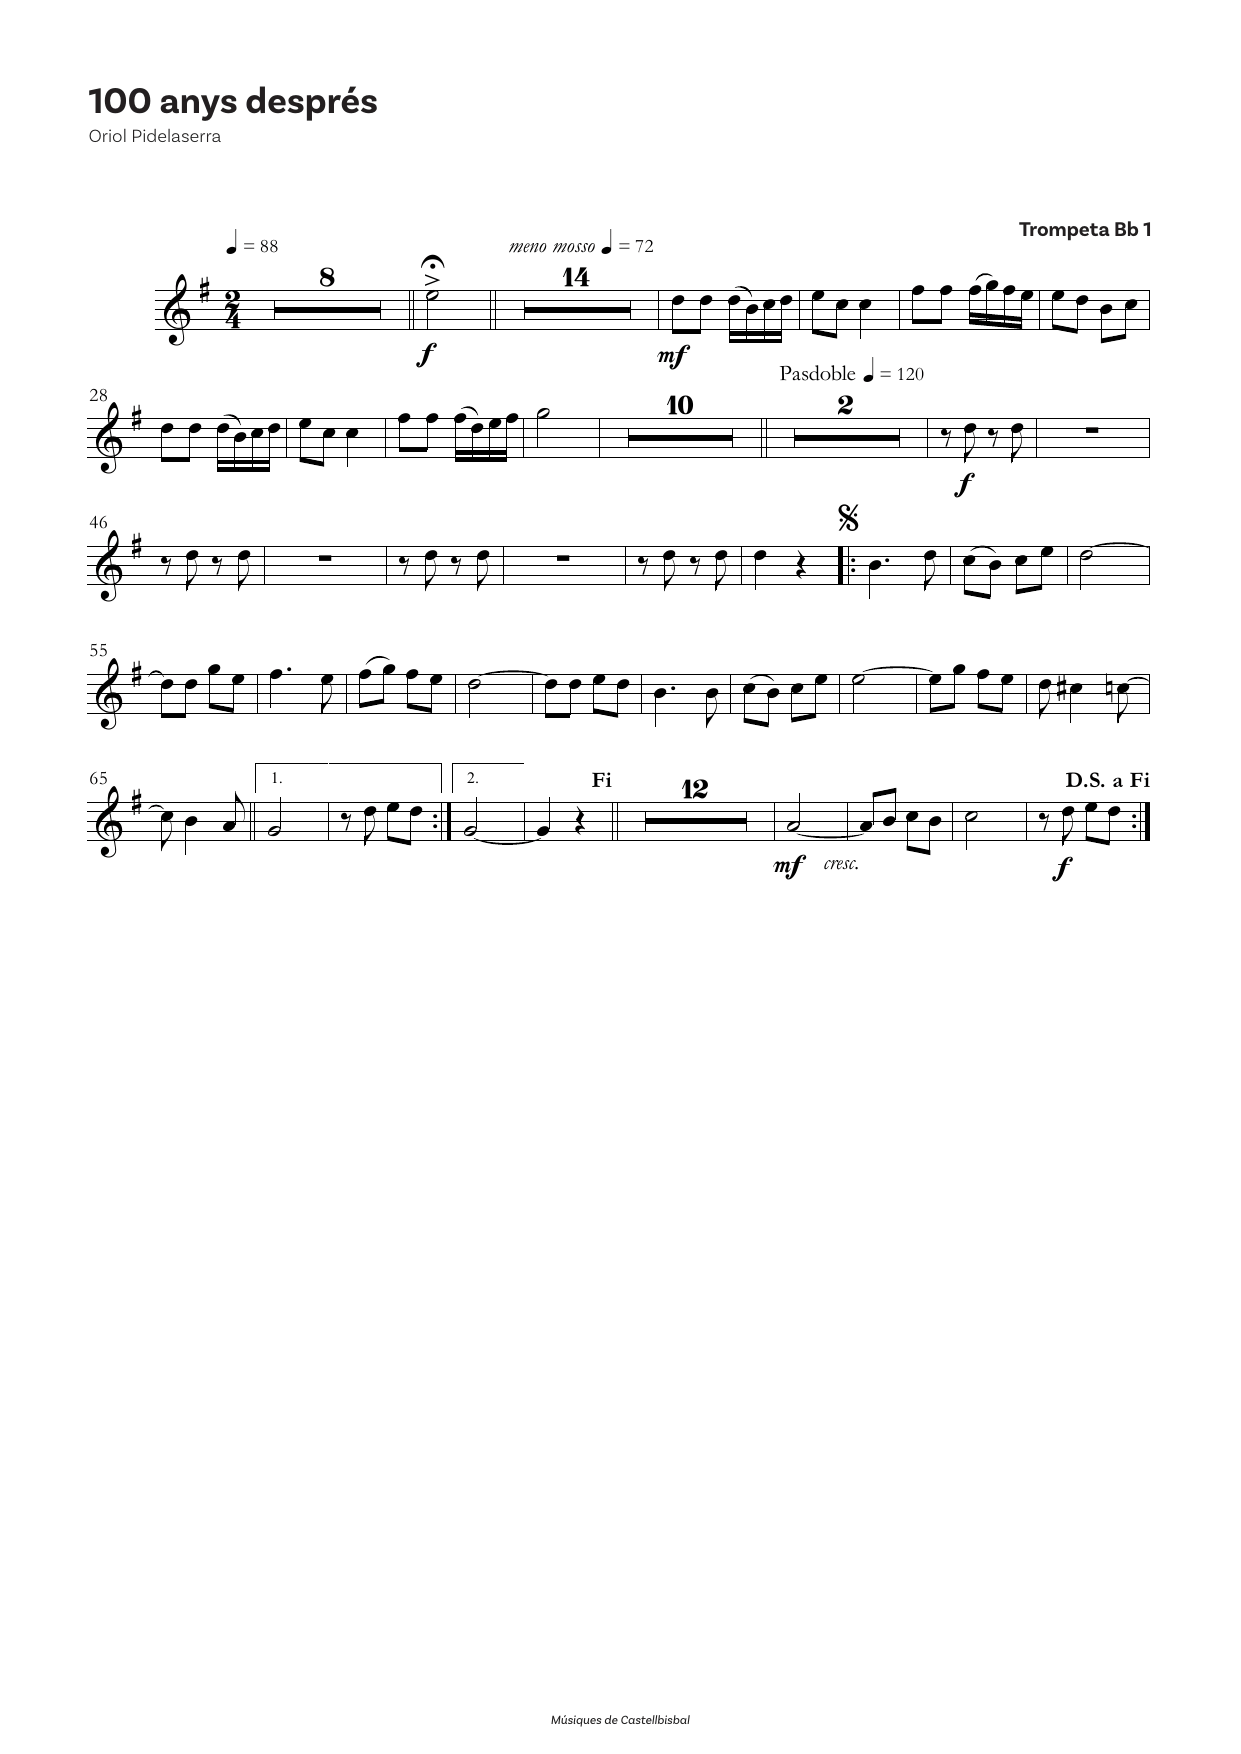 100 anys després
Oriol Pidelaserra
Trompeta Bb 1
♩ = 88
meno mosso ♩ = 72
8
14
2
4
f
mf
Pasdoble ♩ = 120
28
10
2
f
46
55
65
1.
2.
Fi
12
D.S. a Fi
mf cresc.
f
Músiques de Castellbisbal